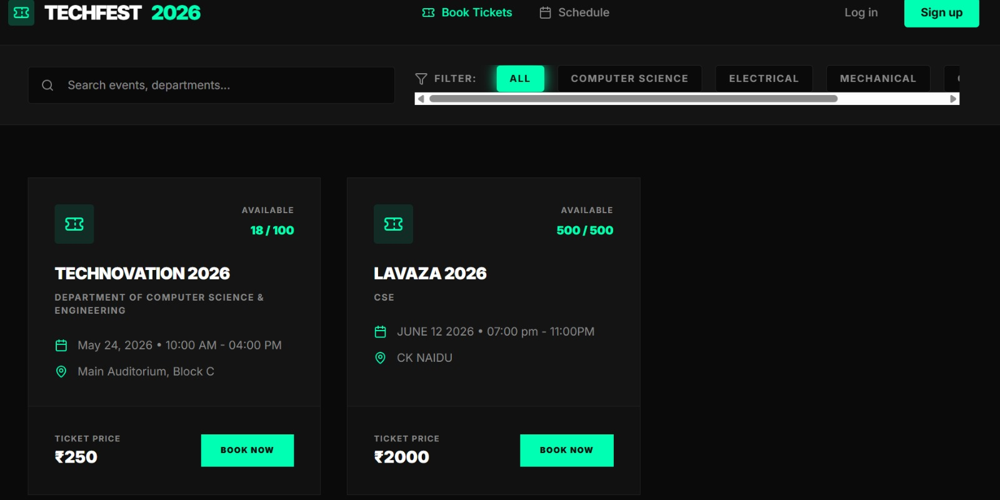 TECHFEST 2026
Book Tickets
Schedule
Log in
Sign up
Search events, departments...
FILTER:
ALL
COMPUTER SCIENCE
ELECTRICAL
MECHANICAL
AVAILABLE
18 / 100
TECHNOVATION 2026
DEPARTMENT OF COMPUTER SCIENCE &
ENGINEERING
May 24, 2026 • 10:00 AM - 04:00 PM
Main Auditorium, Block C
TICKET PRICE
₹250
BOOK NOW
AVAILABLE
500 / 500
LAVAZA 2026
CSE
JUNE 12 2026 • 07:00 pm - 11:00PM
CK NAIDU
TICKET PRICE
₹2000
BOOK NOW